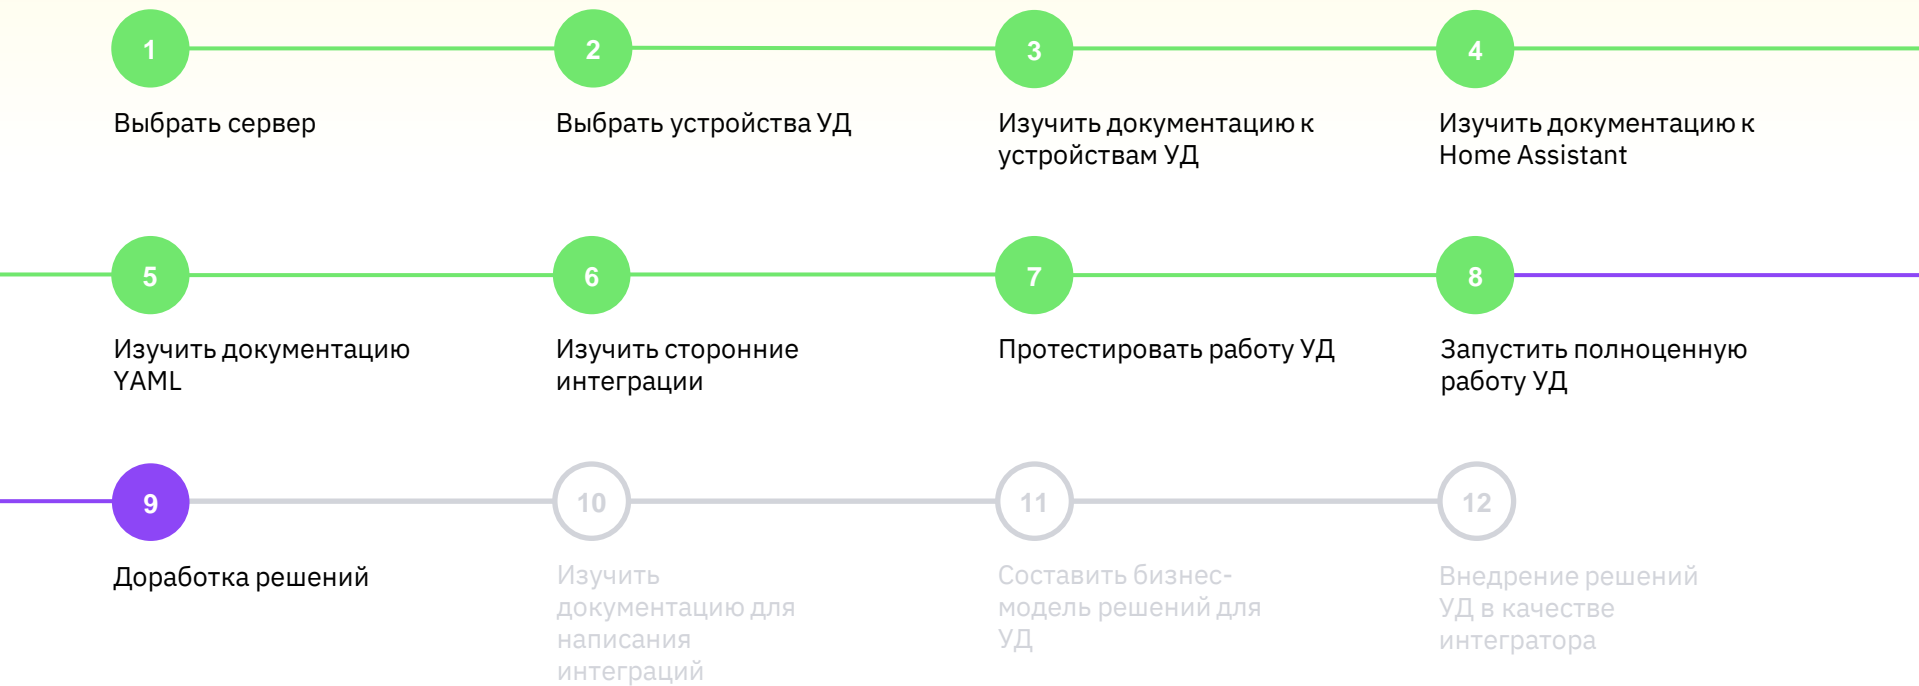 1
2
3
4
Выбрать сервер
Выбрать устройства УД
Изучить документацию к
устройствам УД
Изучить документацию к
Home Assistant
5
6
7
8
Изучить документацию
YAML
Изучить сторонние
интеграции
Протестировать работу УД
Запустить полноценную
работу УД
9
10
11
12
Доработка решений
Изучить
документацию для
написания
интеграций
Составить бизнес-
модель решений для
УД
Внедрение решений
УД в качестве
интегратора